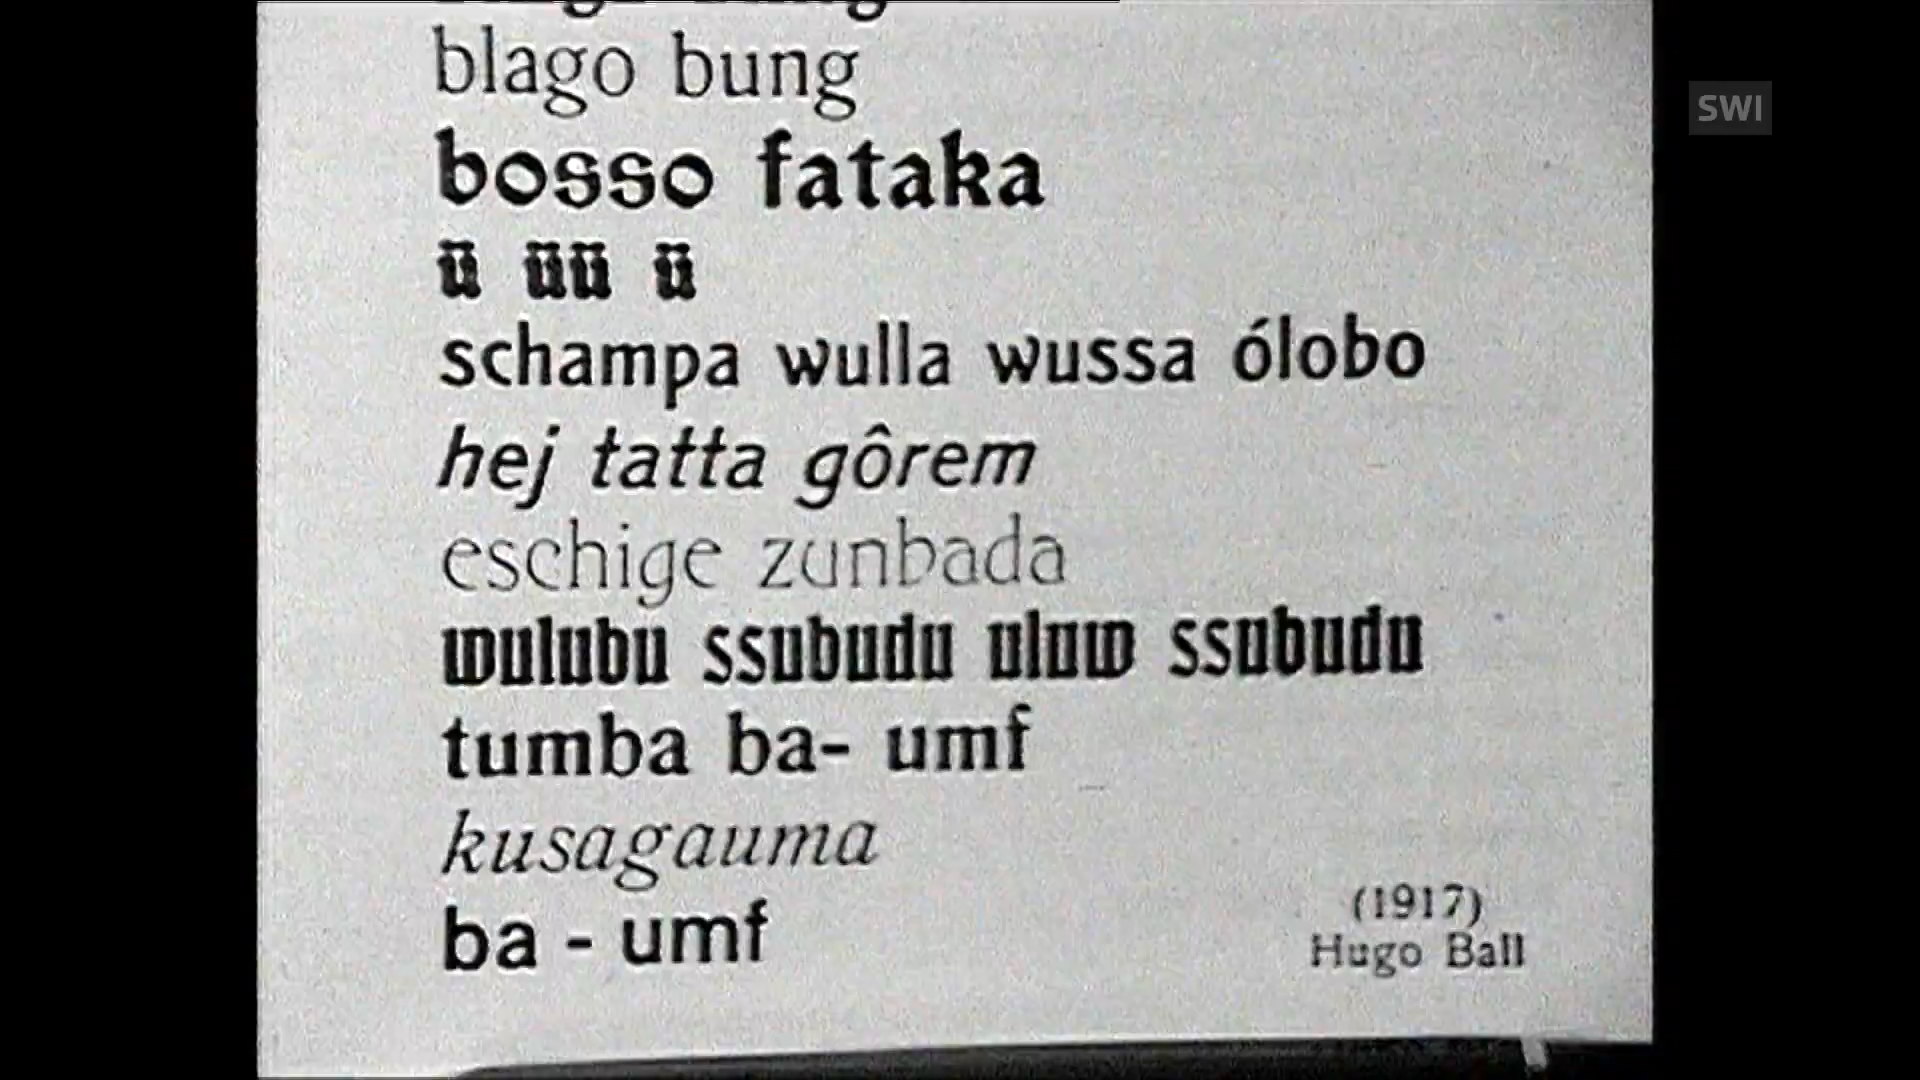 blago bung
SWI
bosso fataka
ü üü ü
schampa wulla wussa ólobo
hej tatta gôrem
eschige zunbada
wulubu ssubudu uluw ssubudu
tumba ba- umf
kusagauma
ba - umf
(1917)
Hugo Ball